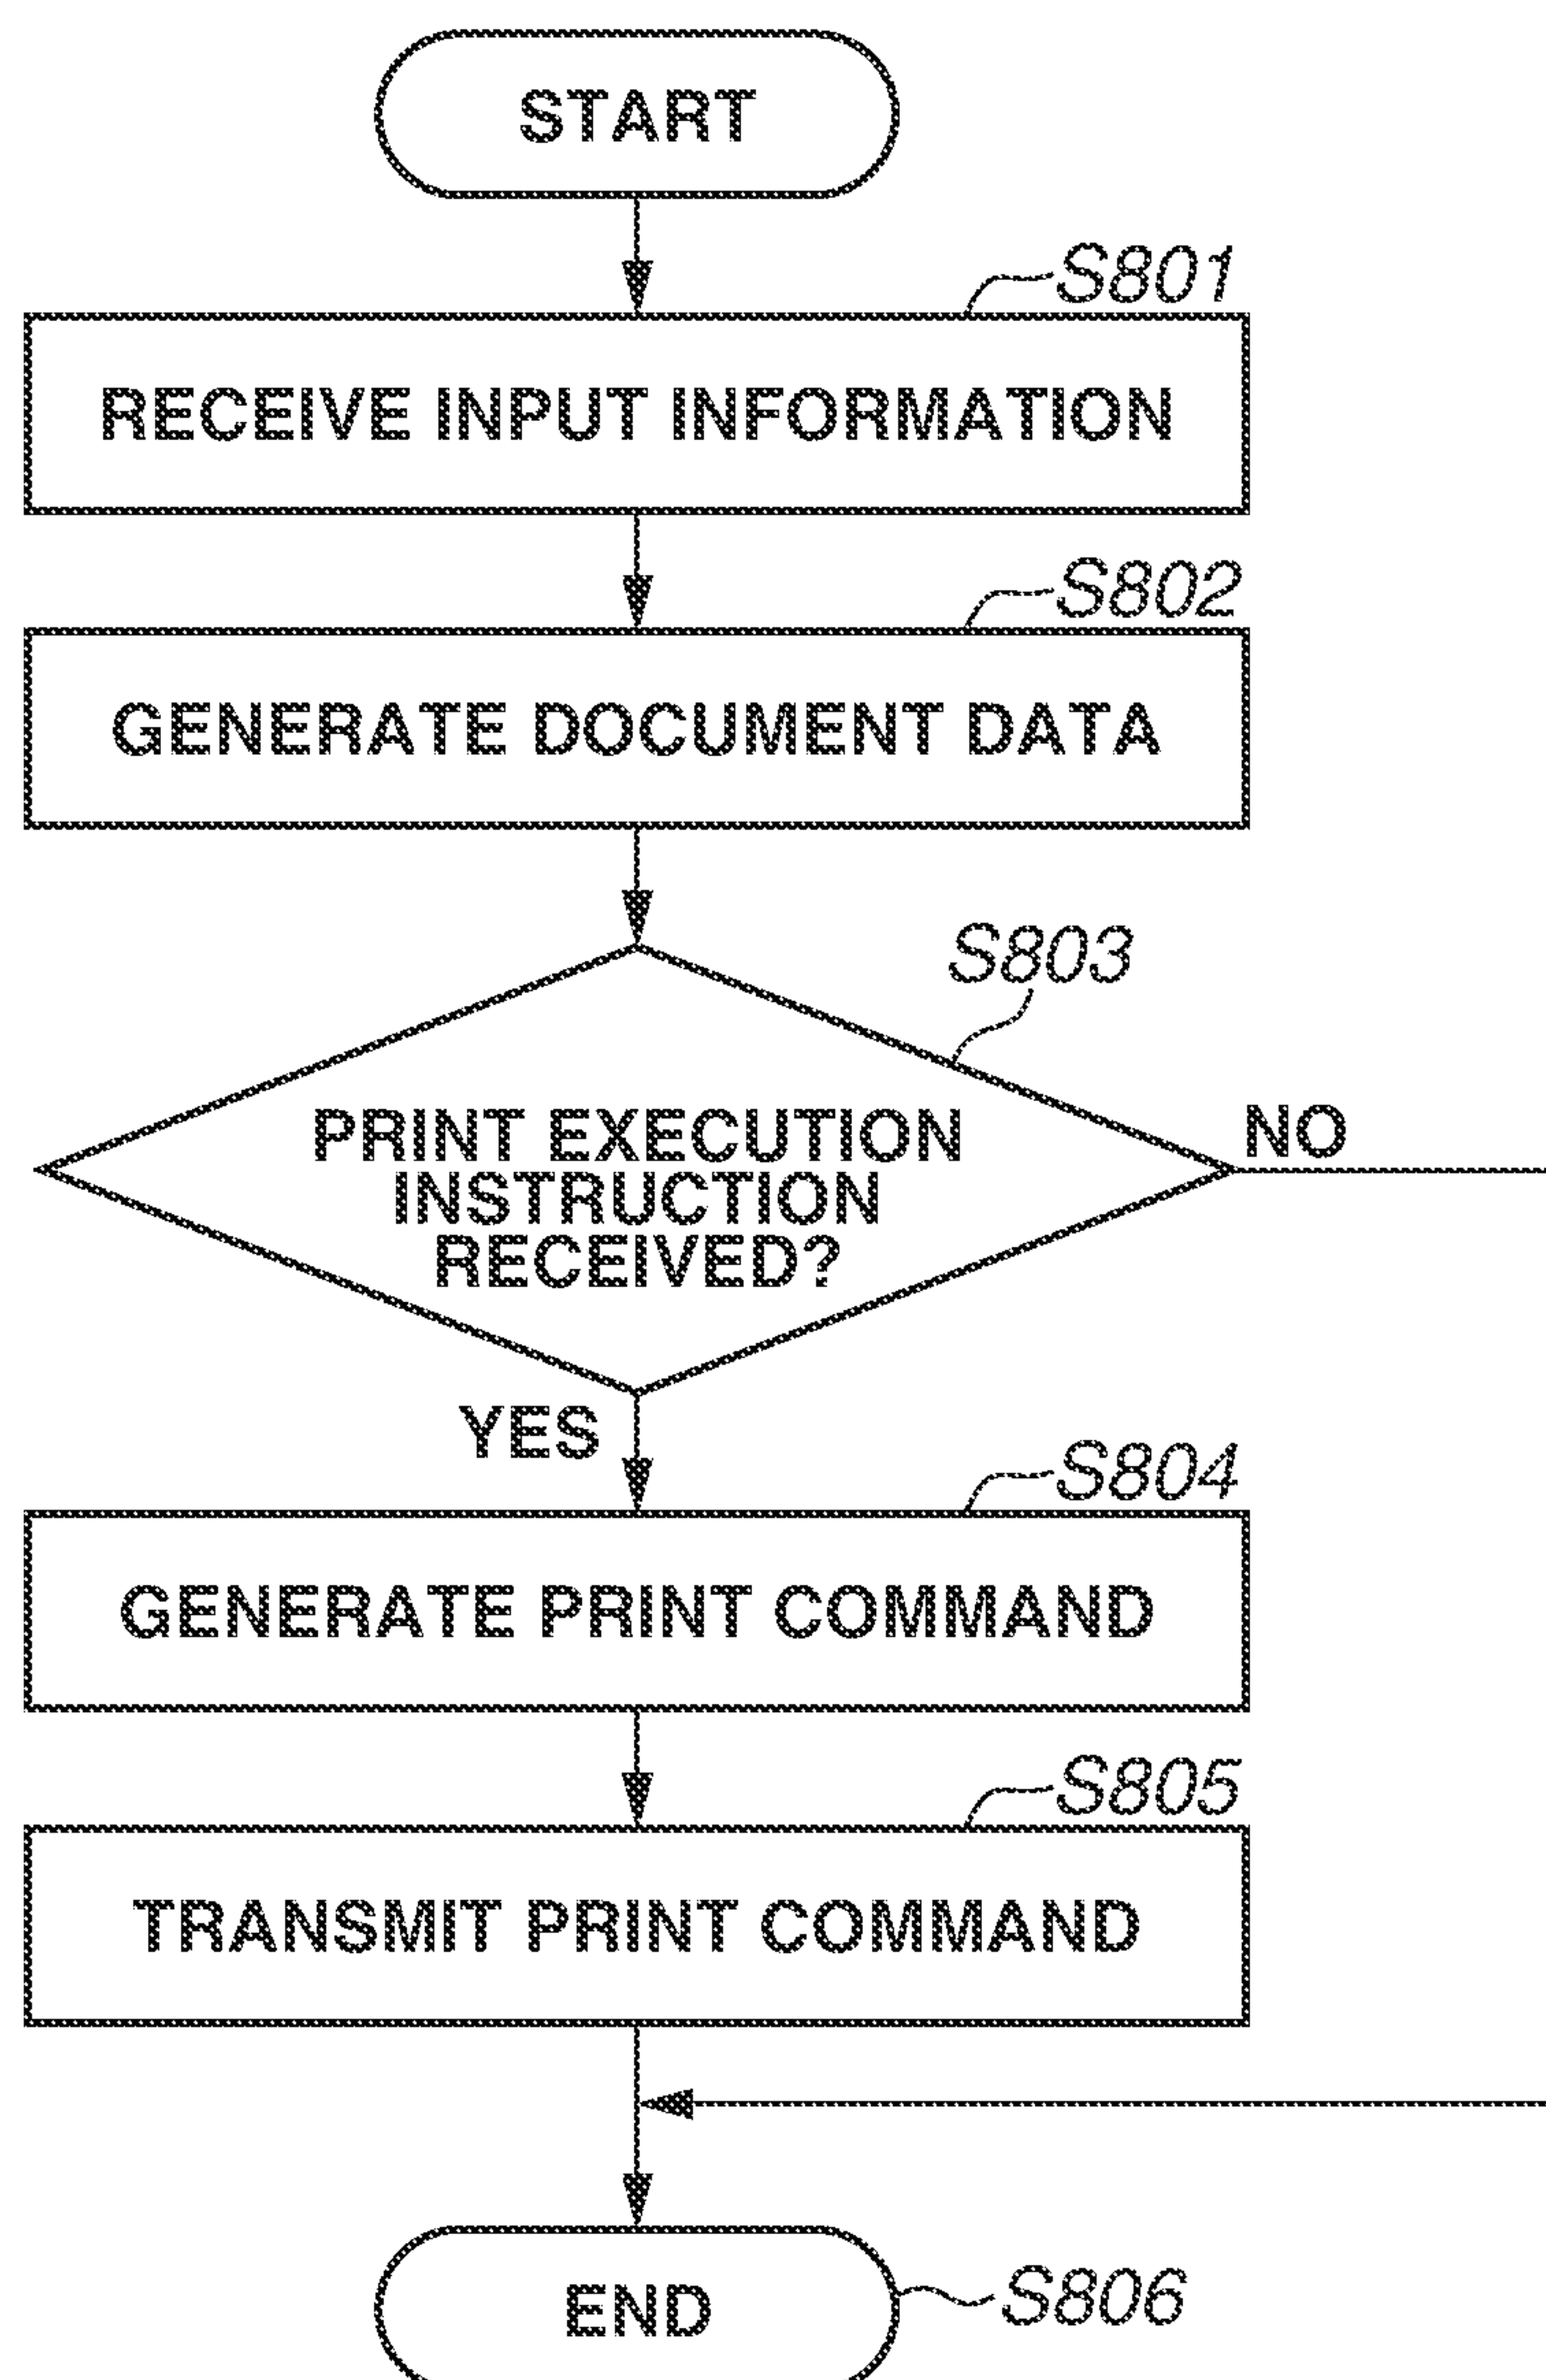 START
S801
RECEIVE INPUT INFORMATION
S802
GENERATE DOCUMENT DATA
S803
PRINT EXECUTION
INSTRUCTION
RECEIVED?
NO
YES
S804
GENERATE PRINT COMMAND
S805
TRANSMIT PRINT COMMAND
END
S806